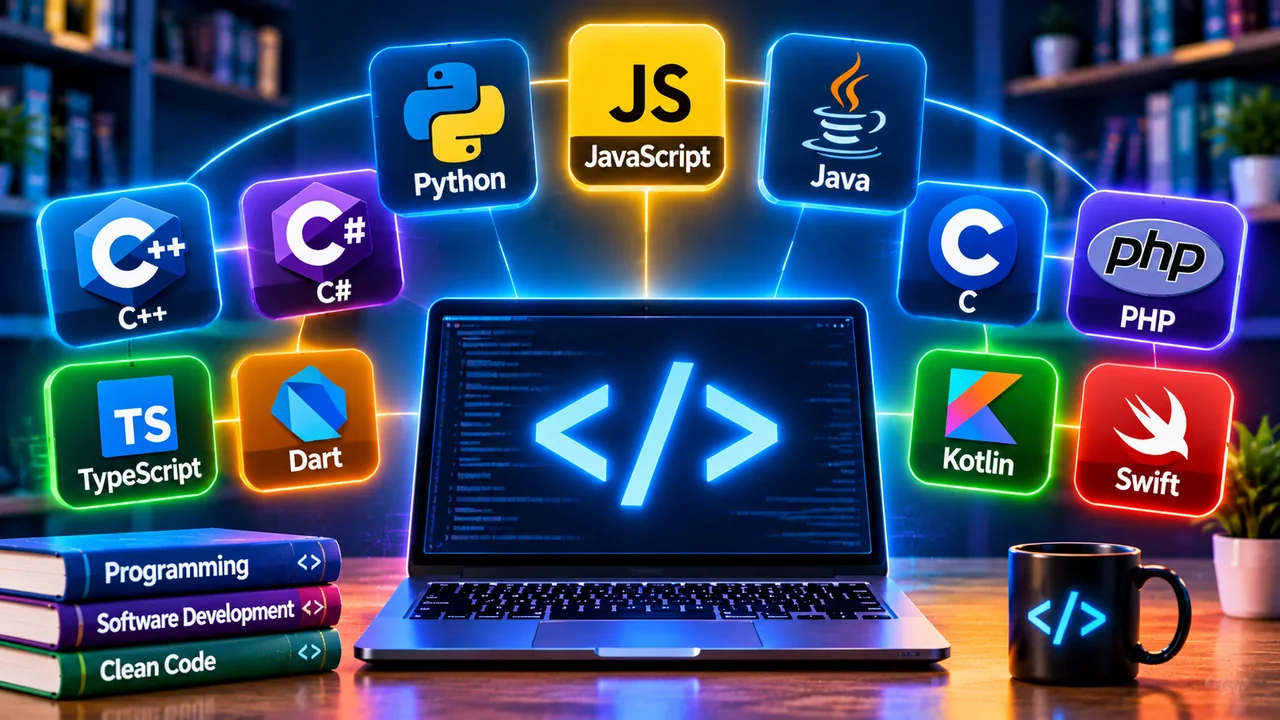 Python
JS
JavaScript
Java
C++
C++
C#
C#
C
C
php
PHP
TS
TypeScript
Dart
Kotlin
Swift
</>
Programming <>
Software Development <>
Clean Code <>
</>